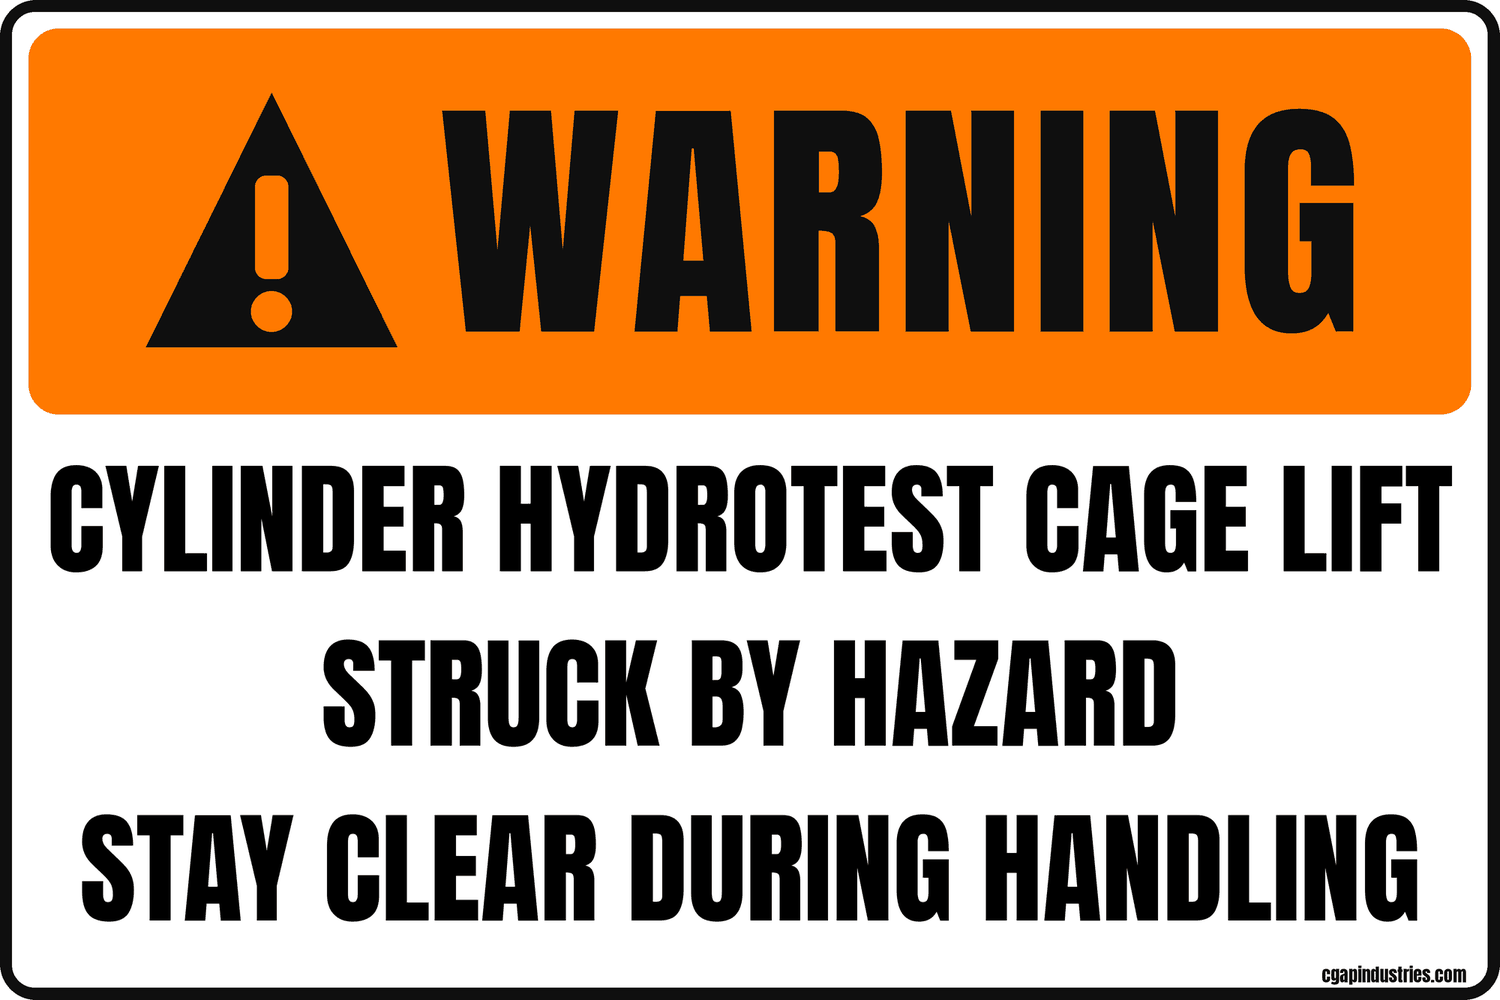 WARNING
CYLINDER HYDROTEST CAGE LIFT
STRUCK BY HAZARD
STAY CLEAR DURING HANDLING
cgapindustries.com